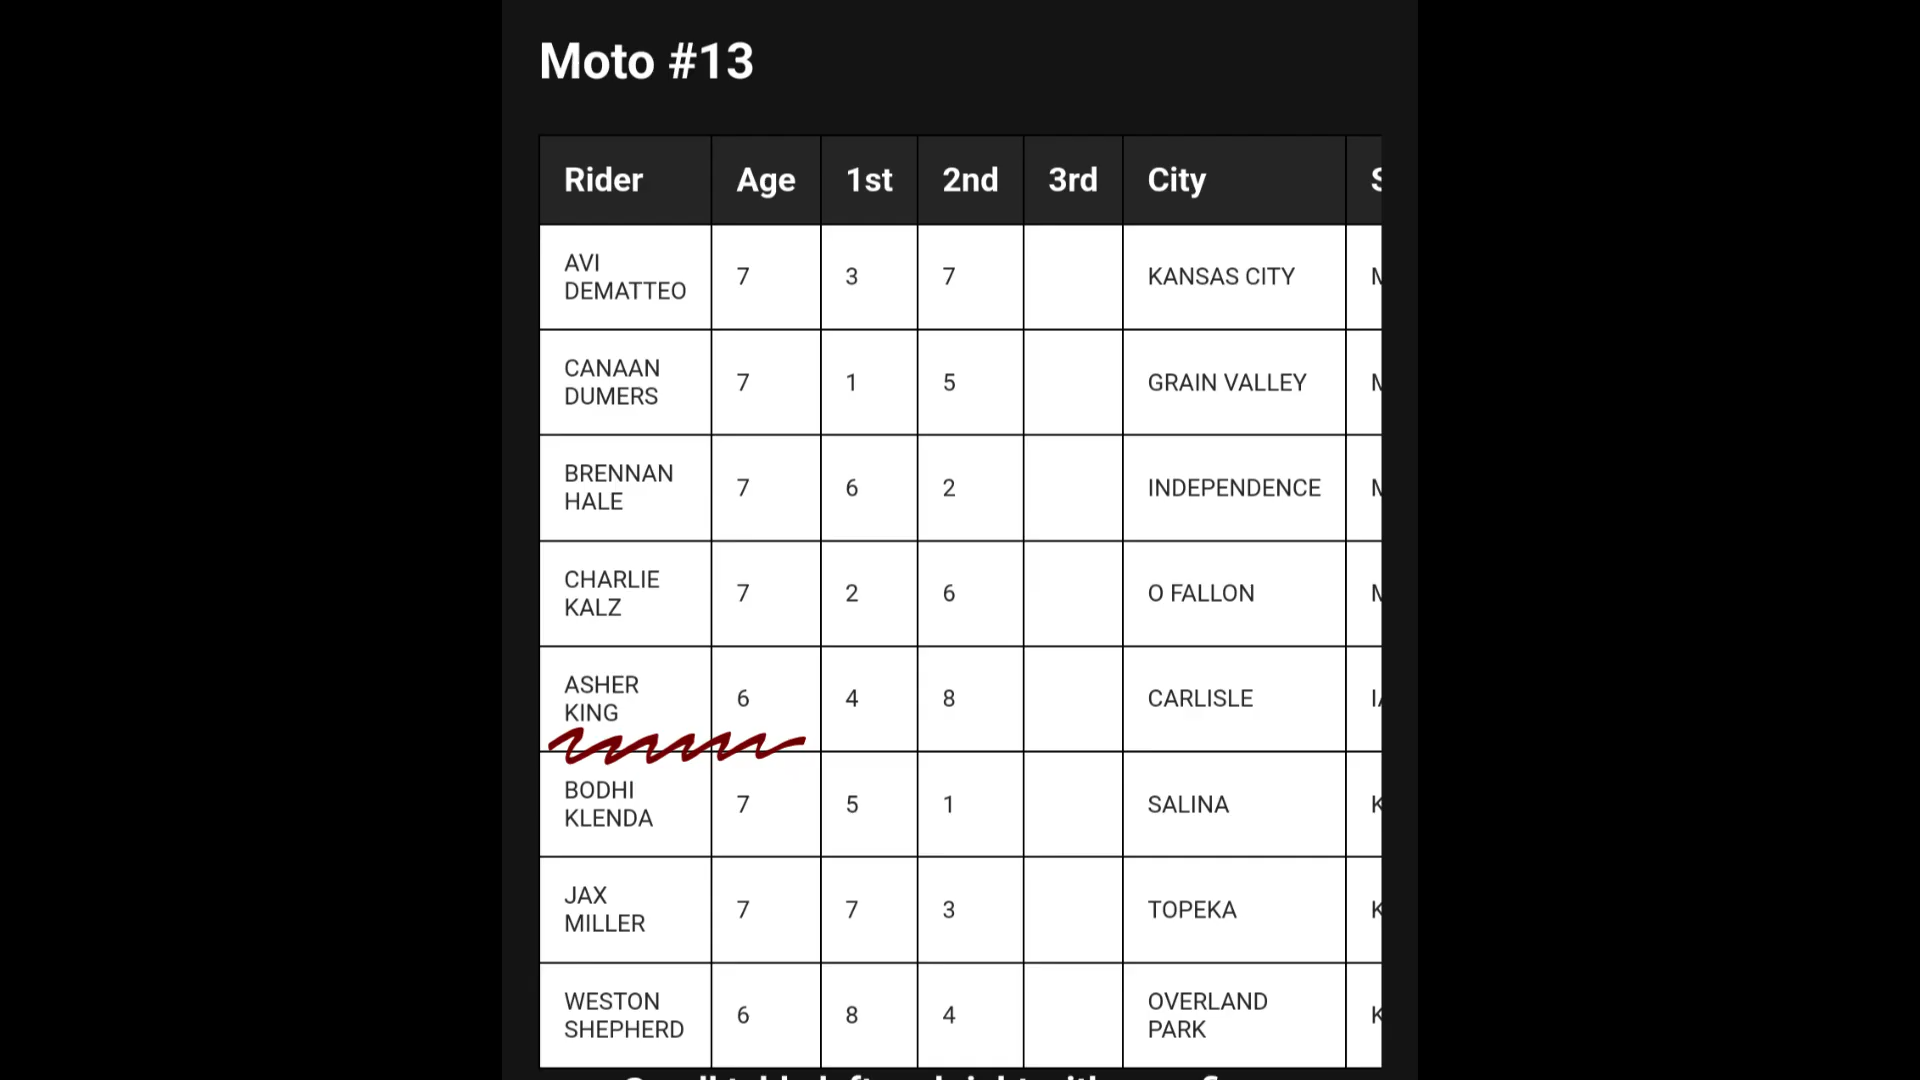 Moto #13
Rider Age 1st 2nd 3rd City
AVI
DEMATTEO 7 3 7 KANSAS CITY
CANAAN
DUMERS 7 1 5 GRAIN VALLEY
BRENNAN
HALE 7 6 2 INDEPENDENCE
CHARLIE
KALZ 7 2 6 O FALLON
ASHER
KING 6 4 8 CARLISLE
BODHI
KLENDA 7 5 1 SALINA
JAX
MILLER 7 7 3 TOPEKA
WESTON
SHEPHERD 6 8 4 OVERLAND
PARK